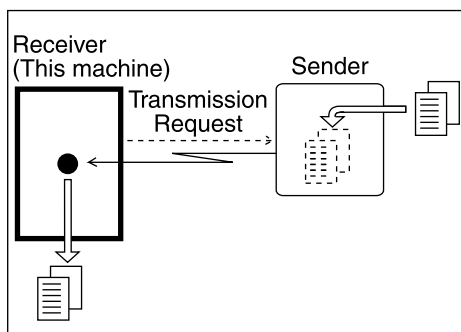 Receiver
(This machine)
Sender
Transmission
Request